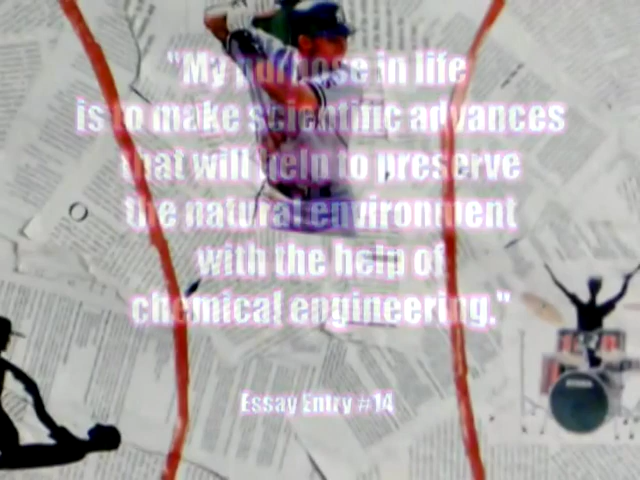 "My purpose in life
is to make scientific advances
that will help to preserve
the natural environment
with the help of
chemical engineering."
Essay Entry #14